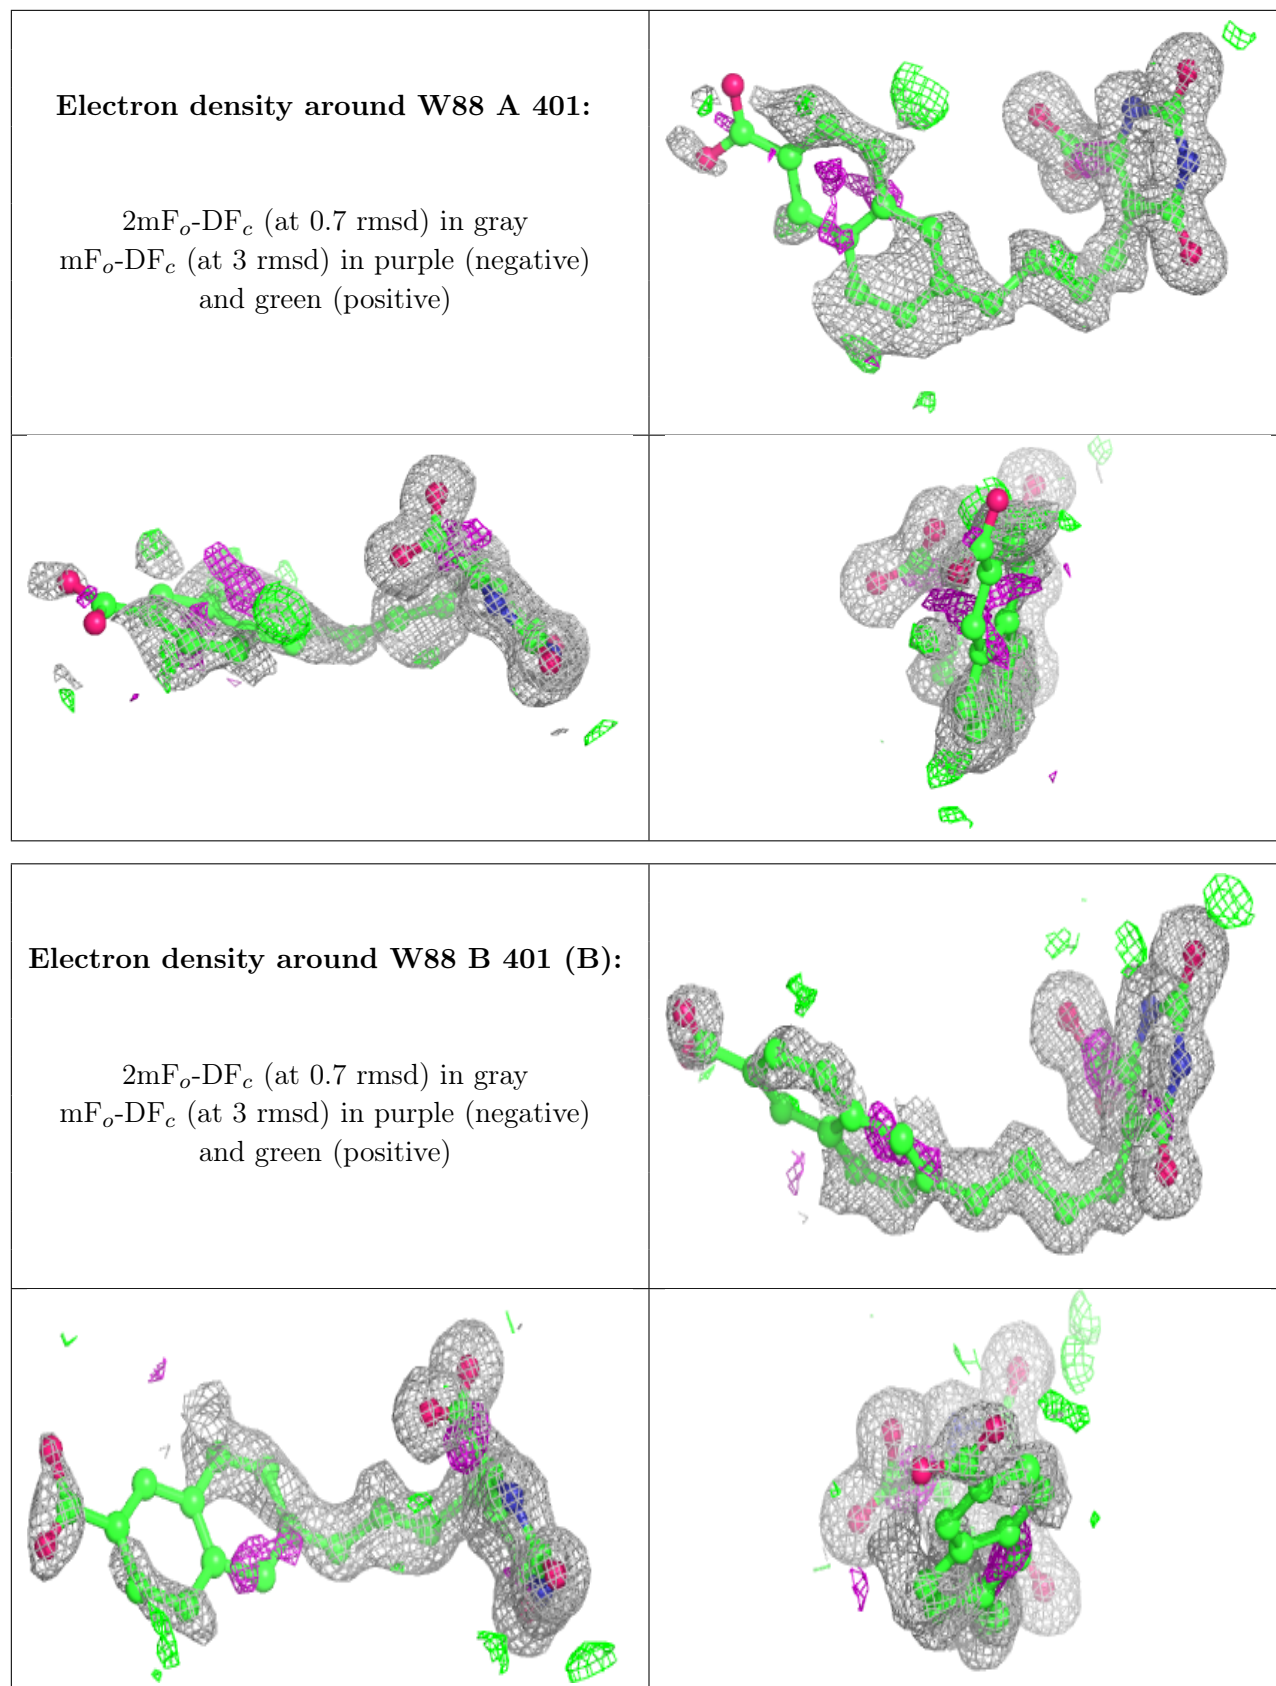 Electron density around W88 A 401:
2mFₒ-DF𝒸 (at 0.7 rmsd) in gray
mFₒ-DF𝒸 (at 3 rmsd) in purple (negative)
and green (positive)
Electron density around W88 B 401 (B):
2mFₒ-DF𝒸 (at 0.7 rmsd) in gray
mFₒ-DF𝒸 (at 3 rmsd) in purple (negative)
and green (positive)